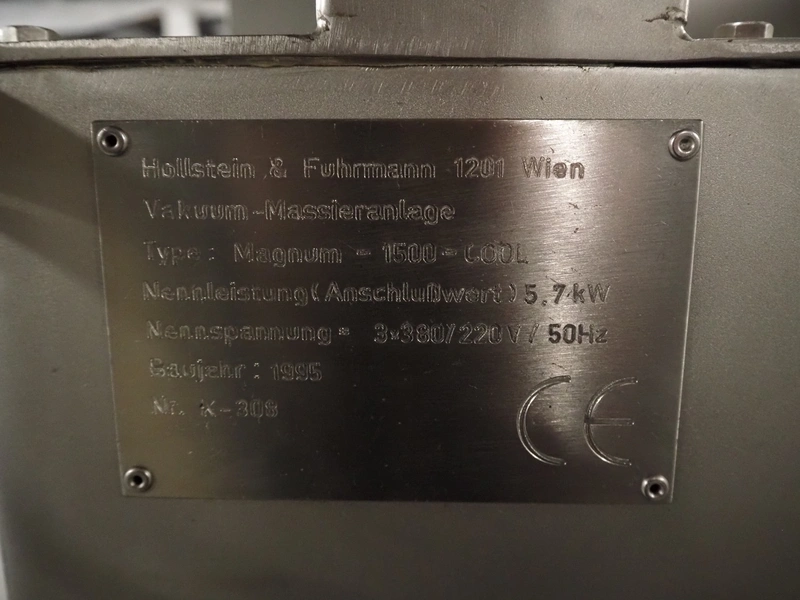 Hollstein & Fuhrmann 1201 Wien
Vakuum-Massieranlage
Type: Magnum - 1500 - COOL
Nennleistung(Anschlußwert) 5,7 kW
Nennspannung= 3x380/220V/50Hz
Baujahr: 1995
Nr. K-308
CE